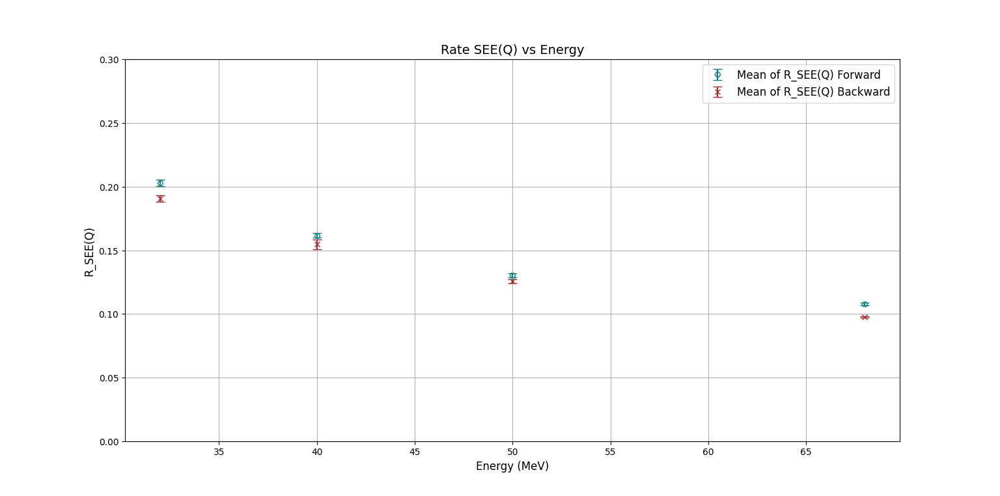 Rate SEE(Q) vs Energy
Mean of R_SEE(Q) Forward
Mean of R_SEE(Q) Backward
0.30
0.25
0.20
0.15
0.10
0.05
0.00
R_SEE(Q)
35 40 45 50 55 60 65
Energy (MeV)